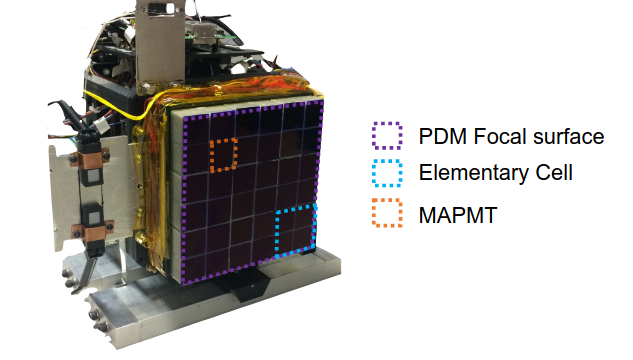 PDM Focal surface
Elementary Cell
MAPMT